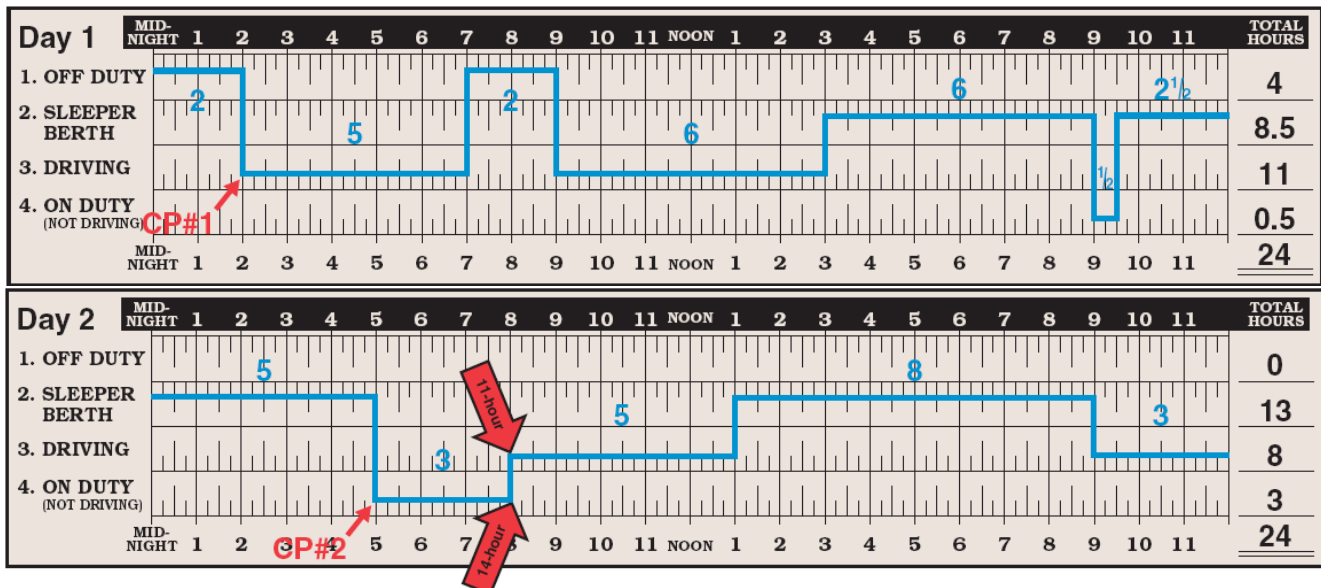 Day 1
MID-NIGHT 1 2 3 4 5 6 7 8 9 10 11 NOON 1 2 3 4 5 6 7 8 9 10 11 TOTAL HOURS
1. OFF DUTY 2 2 6 2 1/2 4
2. SLEEPER BERTH 5 6 8.5
3. DRIVING 1/2 11
4. ON DUTY (NOT DRIVING) CP#1 0.5
MID-NIGHT 1 2 3 4 5 6 7 8 9 10 11 NOON 1 2 3 4 5 6 7 8 9 10 11 24
Day 2
MID-NIGHT 1 2 3 4 5 6 7 8 9 10 11 NOON 1 2 3 4 5 6 7 8 9 10 11 TOTAL HOURS
1. OFF DUTY 5 8 0
2. SLEEPER BERTH 11-hour 5 3 13
3. DRIVING 3 8
4. ON DUTY (NOT DRIVING) 3
MID-NIGHT 1 2 CP#2 5 6 7 14-hour 8 9 10 11 NOON 1 2 3 4 5 6 7 8 9 10 11 24